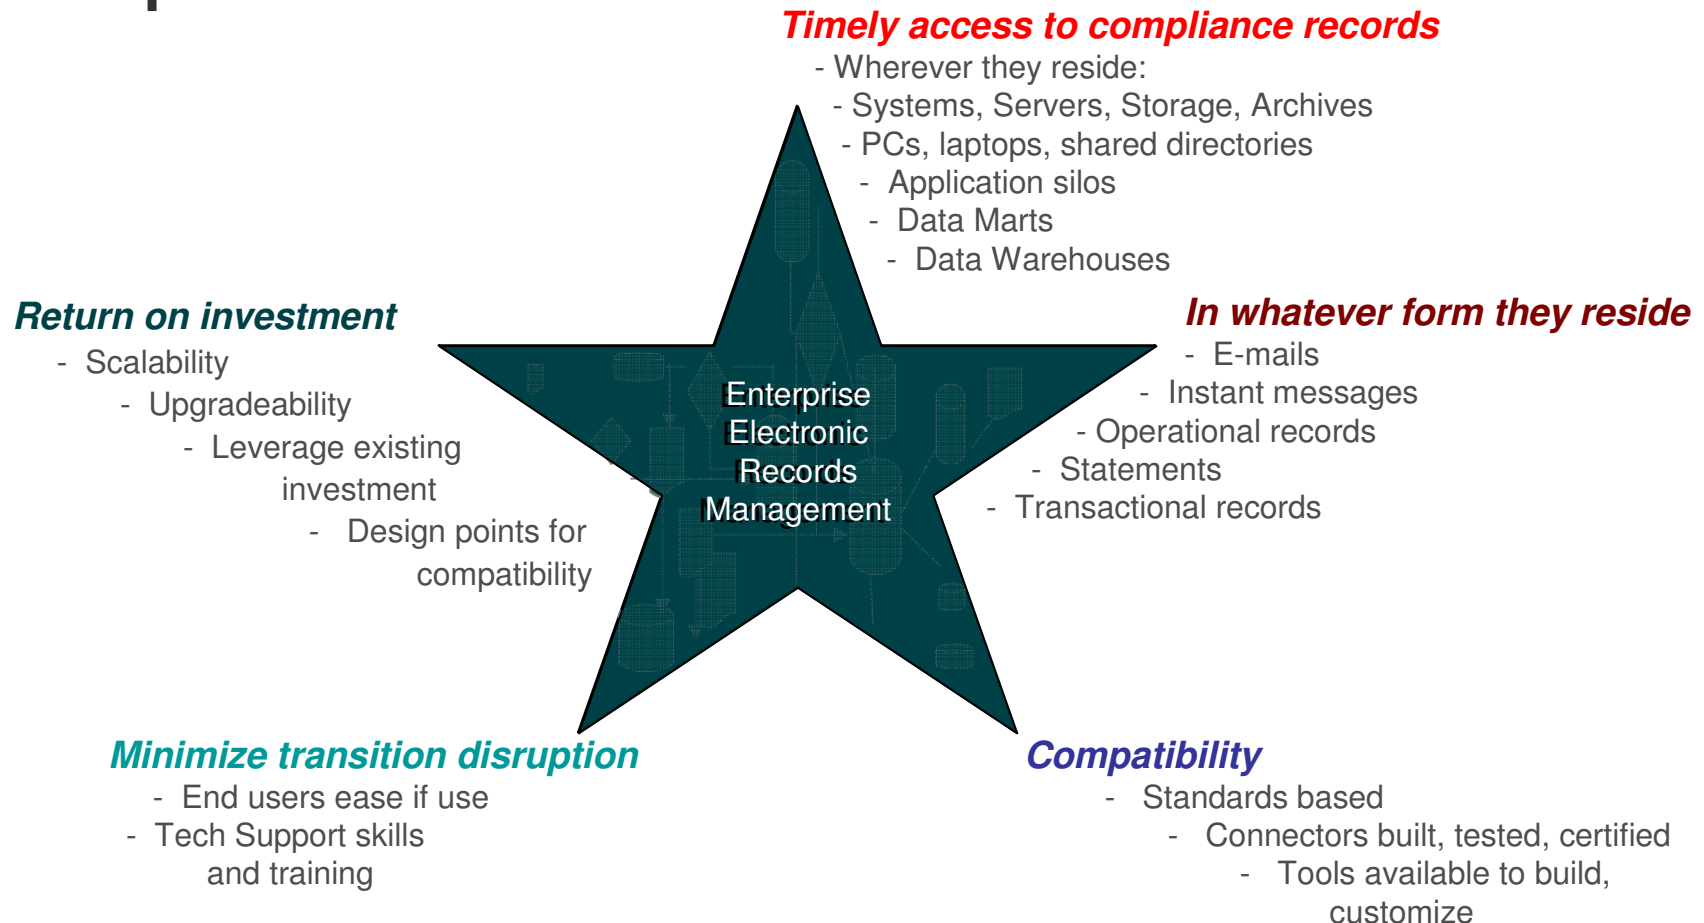 Timely access to compliance records
- Wherever they reside:
- Systems, Servers, Storage, Archives
- PCs, laptops, shared directories
- Application silos
- Data Marts
- Data Warehouses
Return on investment
- Scalability
- Upgradeability
- Leverage existing
investment
- Design points for
compatibility
In whatever form they reside
- E-mails
- Instant messages
- Operational records
- Statements
- Transactional records
Enterprise
Electronic
Records
Management
Minimize transition disruption
- End users ease if use
- Tech Support skills
and training
Compatibility
- Standards based
- Connectors built, tested, certified
- Tools available to build,
customize